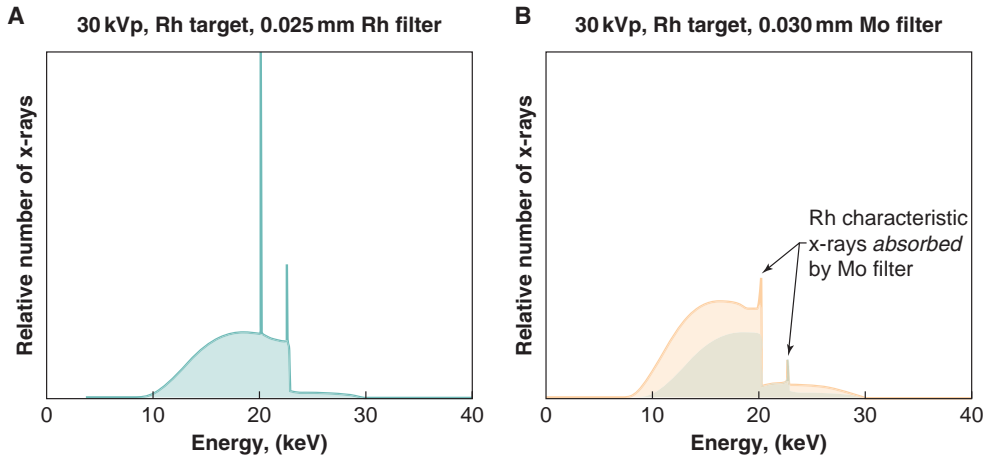 A
30 kVp, Rh target, 0.025 mm Rh filter
Relative number of x-rays
0 10 20 30 40
Energy, (keV)
B
30 kVp, Rh target, 0.030 mm Mo filter
Relative number of x-rays
Rh characteristic
x-rays absorbed
by Mo filter
0 10 20 30 40
Energy, (keV)